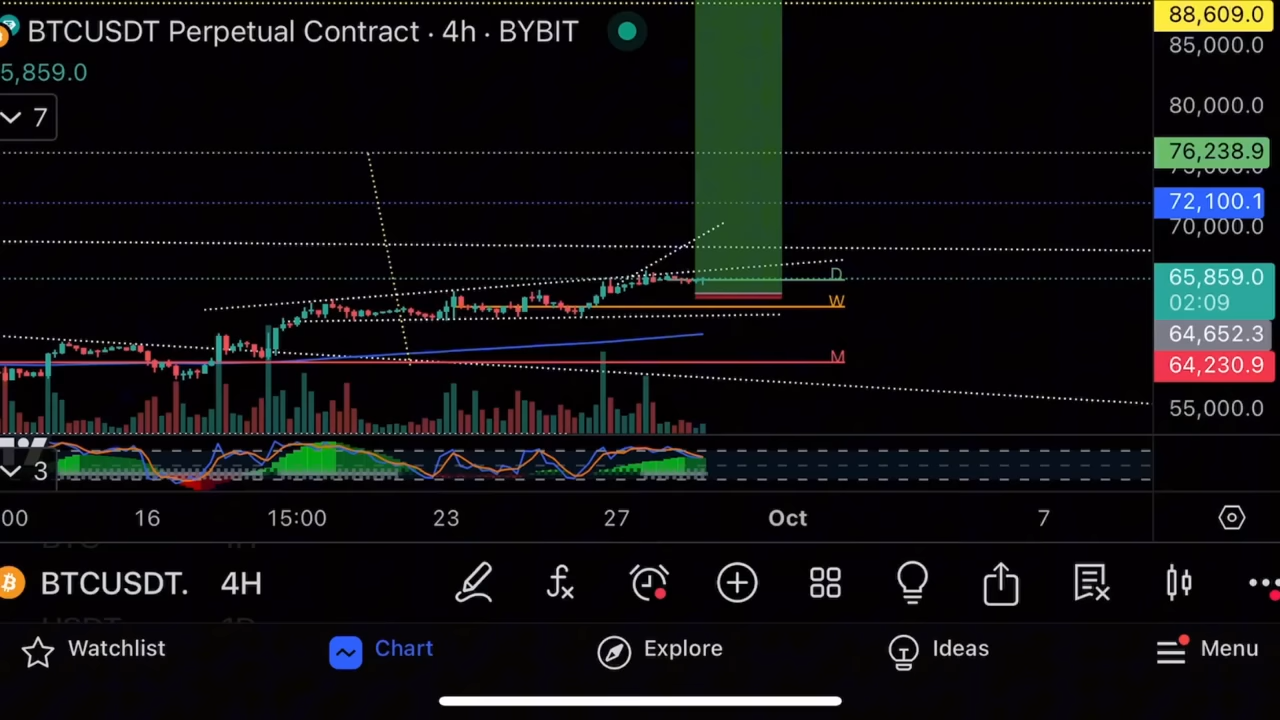 BTCUSDT Perpetual Contract · 4h · BYBIT
5,859.0
7
88,609.0
85,000.0
80,000.0
76,238.9
75,000.0
72,100.1
70,000.0
65,859.0
02:09
64,652.3
64,230.9
55,000.0
D
W
M
3
:00
16
15:00
23
27
Oct
7
BTCUSDT. 4H
Watchlist
Chart
Explore
Ideas
Menu